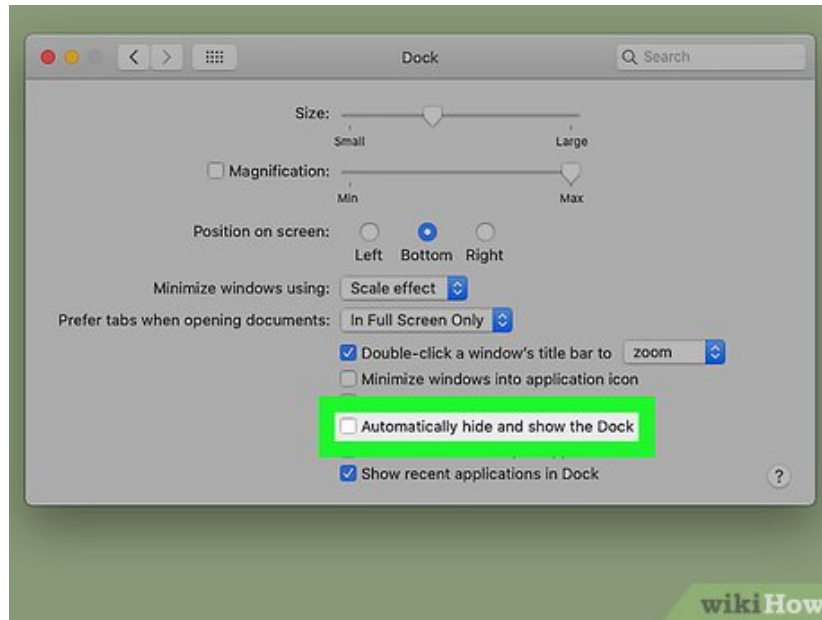 Dock
Search
Size:
Small Large
Magnification:
Min Max
Position on screen:
Left Bottom Right
Minimize windows using: Scale effect
Prefer tabs when opening documents: In Full Screen Only
Double-click a window's title bar to zoom
Minimize windows into application icon
Automatically hide and show the Dock
Show recent applications in Dock
?
wikiHow